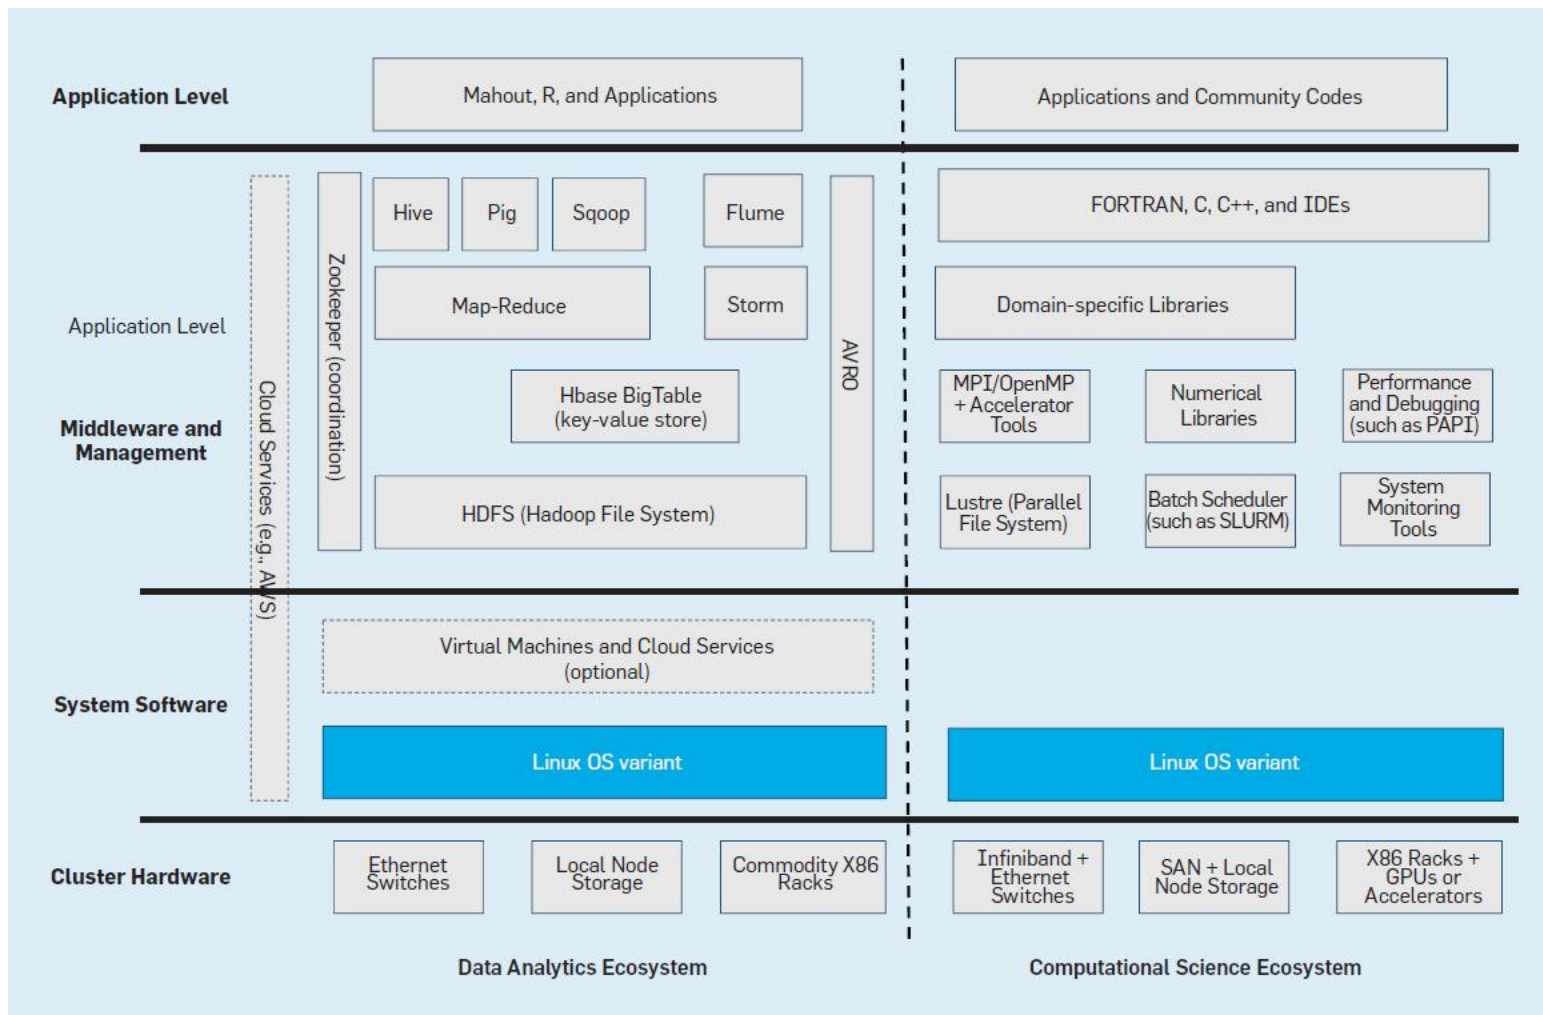 Application Level
Mahout, R, and Applications
Applications and Community Codes
Cloud Services (e.g., AWS)
Zookeeper (coordination)
Hive
Pig
Sqoop
Flume
AVRO
FORTRAN, C, C++, and IDEs
Map-Reduce
Storm
Domain-specific Libraries
Application Level
Hbase BigTable
(key-value store)
MPI/OpenMP
+ Accelerator
Tools
Numerical
Libraries
Performance
and Debugging
(such as PAPI)
Middleware and
Management
HDFS (Hadoop File System)
Lustre (Parallel
File System)
Batch Scheduler
(such as SLURM)
System
Monitoring
Tools
Virtual Machines and Cloud Services
(optional)
System Software
Linux OS variant
Linux OS variant
Cluster Hardware
Ethernet
Switches
Local Node
Storage
Commodity X86
Racks
Infiniband +
Ethernet
Switches
SAN + Local
Node Storage
X86 Racks +
GPUs or
Accelerators
Data Analytics Ecosystem
Computational Science Ecosystem